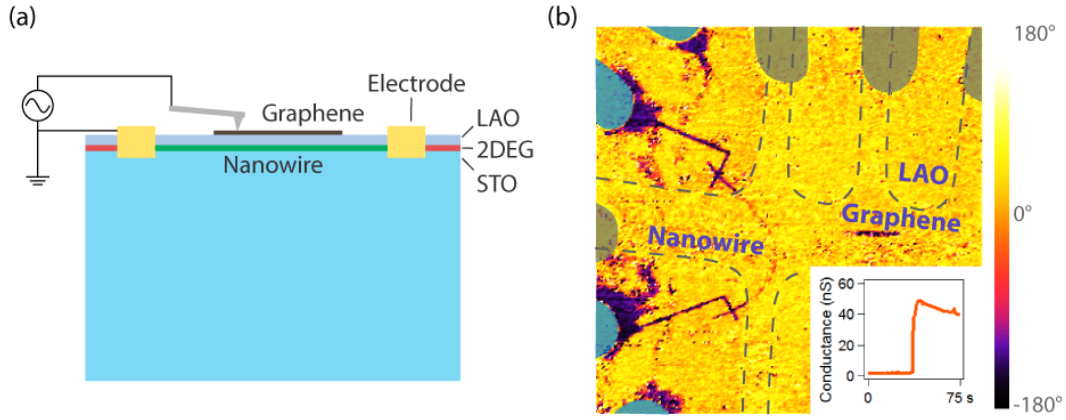 (a)
Electrode
Graphene
LAO
2DEG
Nanowire
STO
(b)
180°
LAO
Graphene
0°
Nanowire
60
40
20
0
Conductance (nS)
0
75 s
-180°